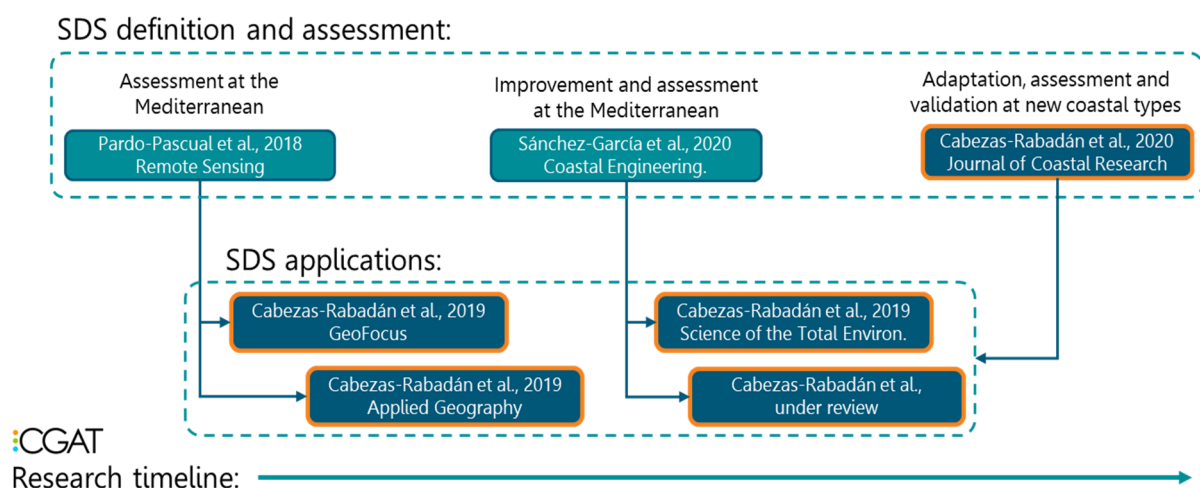 SDS definition and assessment:
Assessment at the
Mediterranean
Pardo-Pascual et al., 2018
Remote Sensing
Improvement and assessment
at the Mediterranean
Sánchez-García et al., 2020
Coastal Engineering.
Adaptation, assessment and
validation at new coastal types
Cabezas-Rabadán et al., 2020
Journal of Coastal Research
SDS applications:
Cabezas-Rabadán et al., 2019
GeoFocus
Cabezas-Rabadán et al., 2019
Applied Geography
Cabezas-Rabadán et al., 2019
Science of the Total Environ.
Cabezas-Rabadán et al.,
under review
CGAT
Research timeline: